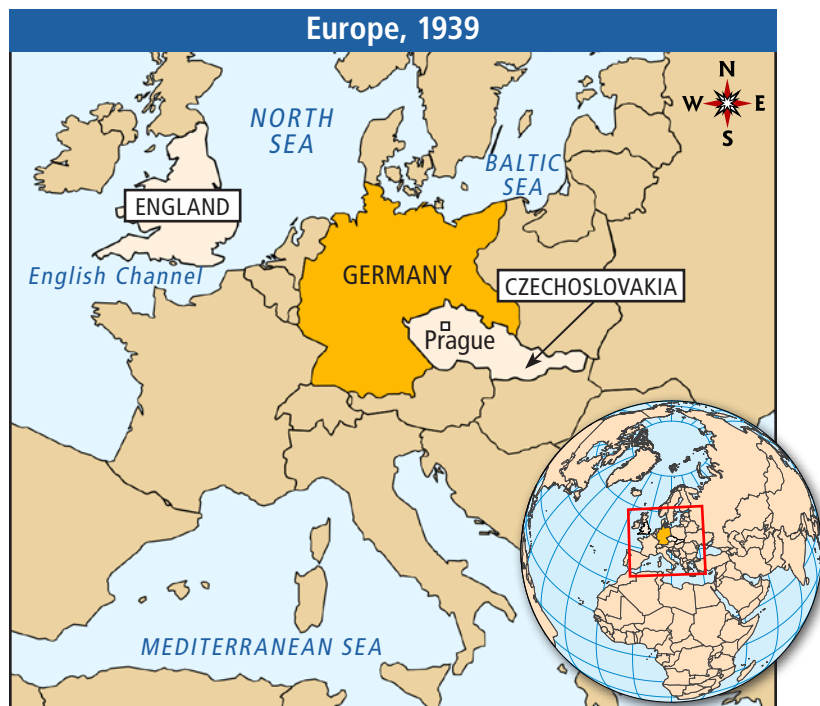 Europe, 1939
N
W E
S
NORTH
SEA
BALTIC
SEA
ENGLAND
English Channel
GERMANY
CZECHOSLOVAKIA
Prague
MEDITERRANEAN SEA